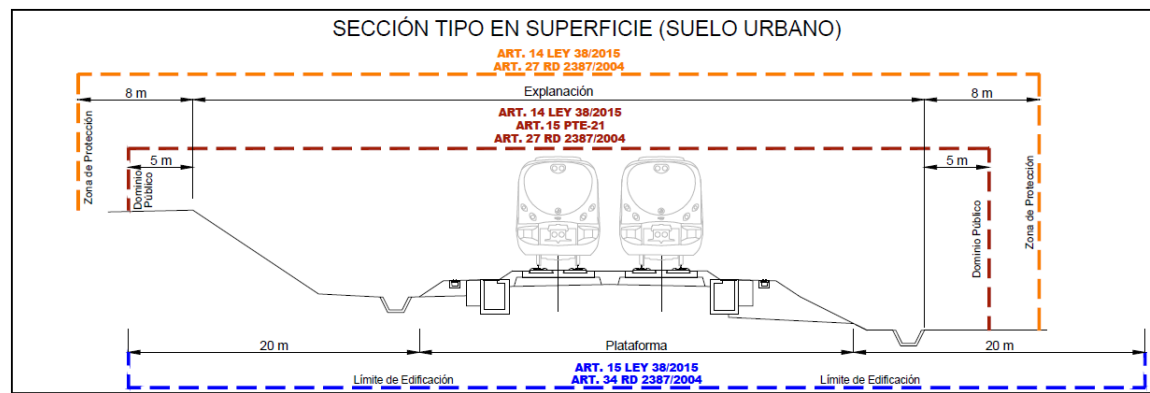 SECCIÓN TIPO EN SUPERFICIE (SUELO URBANO)
ART. 14 LEY 38/2015
ART. 27 RD 2387/2004
8 m
Explanación
8 m
ART. 14 LEY 38/2015
ART. 15 PTE-21
ART. 27 RD 2387/2004
Zona de Protección
5 m
Dominio
Público
5 m
Dominio Público
Zona de Protección
20 m
Plataforma
20 m
ART. 15 LEY 38/2015
ART. 34 RD 2387/2004
Límite de Edificación
Límite de Edificación